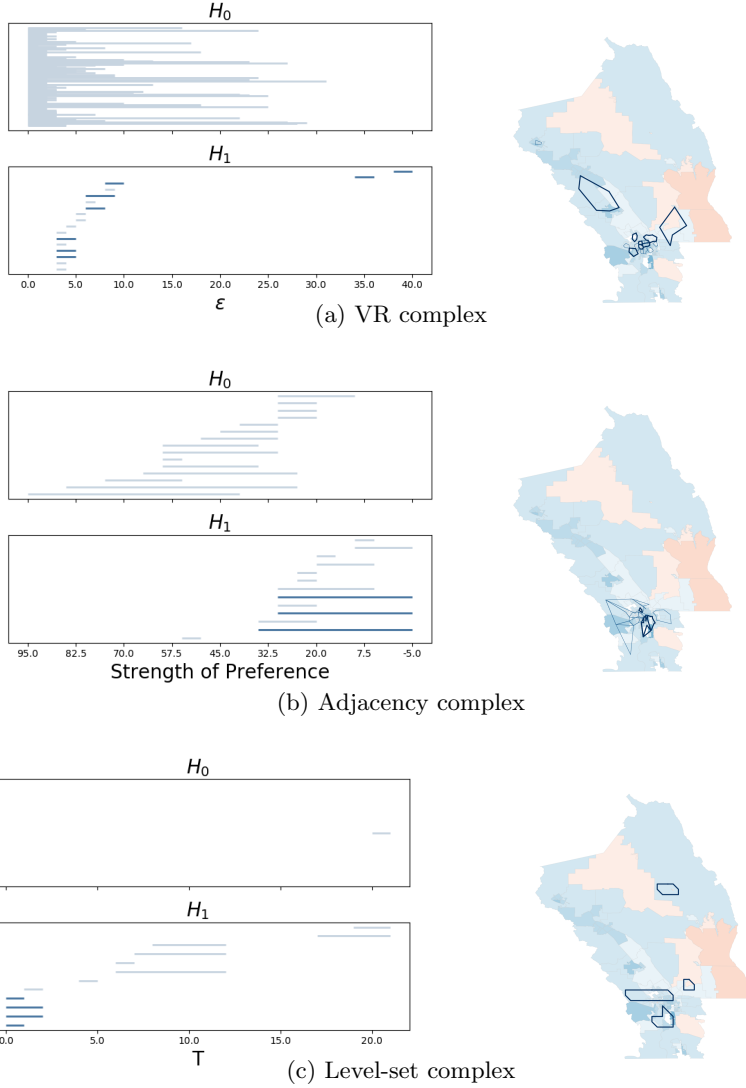 H₀
H₁
0.0 5.0 10.0 15.0 20.0 25.0 30.0 35.0 40.0
ε
(a) VR complex
H₀
H₁
95.0 82.5 70.0 57.5 45.0 32.5 20.0 7.5 -5.0
Strength of Preference
(b) Adjacency complex
H₀
H₁
0.0 5.0 10.0 15.0 20.0
T
(c) Level-set complex